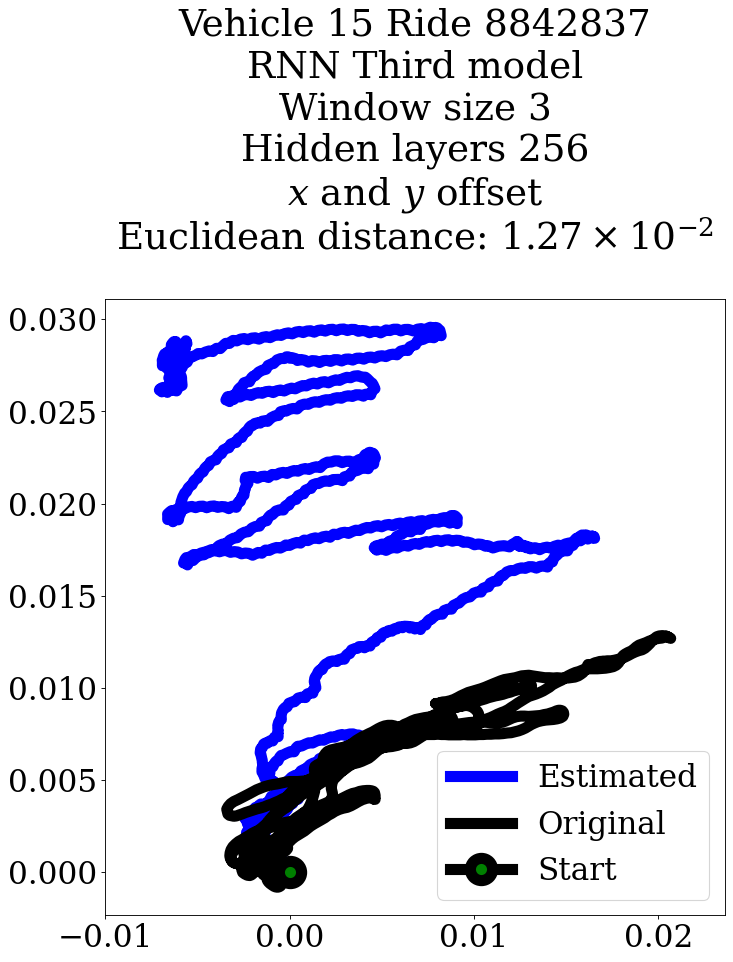 Vehicle 15 Ride 8842837
RNN Third model
Window size 3
Hidden layers 256
x and y offset
Euclidean distance: 1.27 × 10⁻²
0.030
0.025
0.020
0.015
0.010
0.005
0.000
Estimated
Original
Start
−0.01 0.00 0.01 0.02